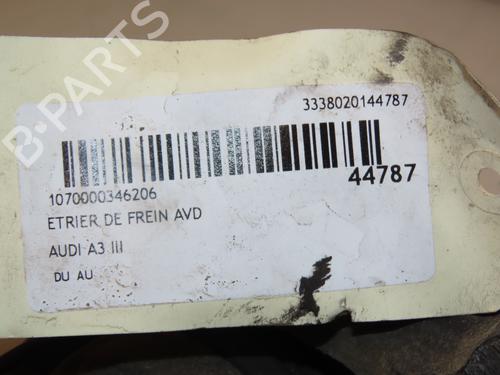 B-PARTS
3338020144787
44787
1070000346206
ETRIER DE FREIN AVD
AUDI A3 III
DU AU